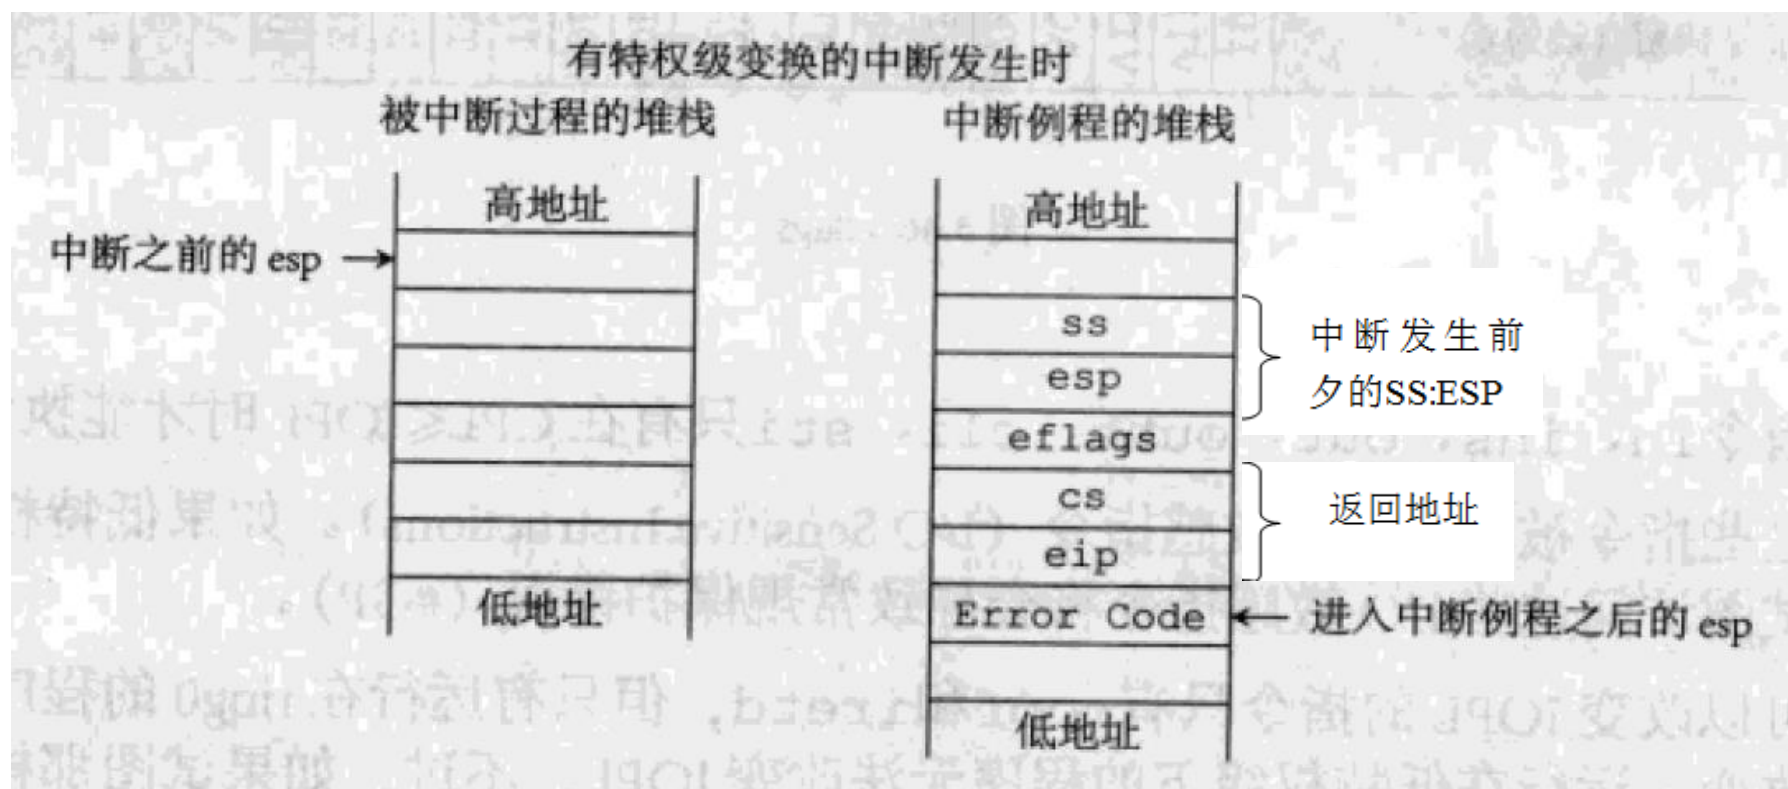 有特权级变换的中断发生时
被中断过程的堆栈
中断例程的堆栈
高地址
中断之前的 esp
低地址
高地址
ss
esp
eflags
cs
eip
Error Code
低地址
中断发生前
夕的SS:ESP
返回地址
进入中断例程之后的 esp